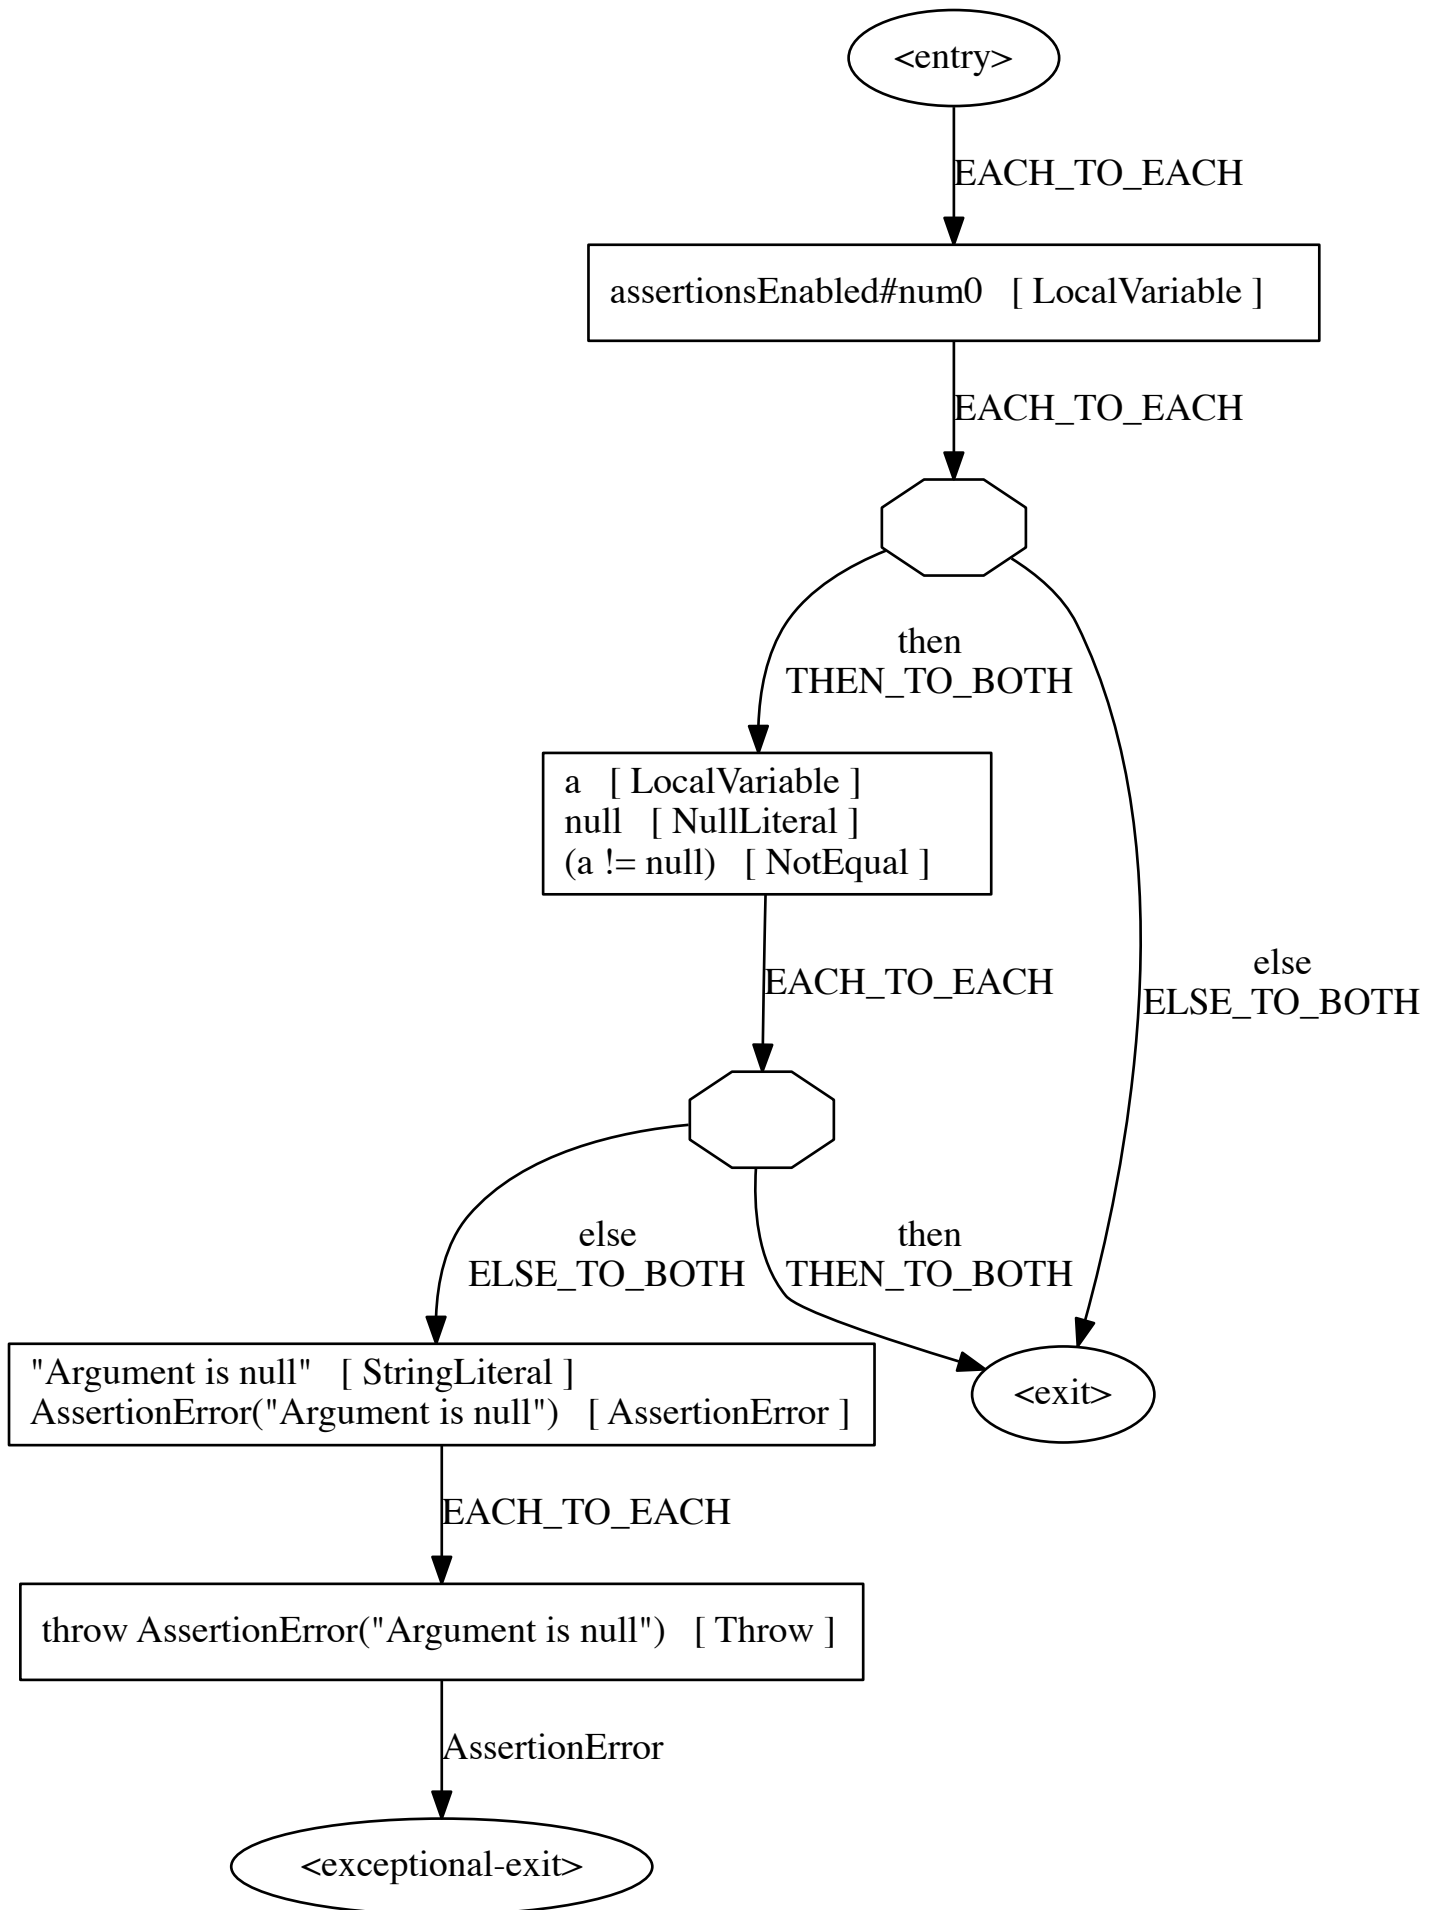 <entry>
EACH_TO_EACH
assertionsEnabled#num0 [ LocalVariable ]
EACH_TO_EACH
then
THEN_TO_BOTH
a [ LocalVariable ]
null [ NullLiteral ]
(a != null) [ NotEqual ]
else
ELSE_TO_BOTH
EACH_TO_EACH
else
ELSE_TO_BOTH
then
THEN_TO_BOTH
"Argument is null" [ StringLiteral ]
AssertionError("Argument is null") [ AssertionError ]
<exit>
EACH_TO_EACH
throw AssertionError("Argument is null") [ Throw ]
AssertionError
<exceptional-exit>